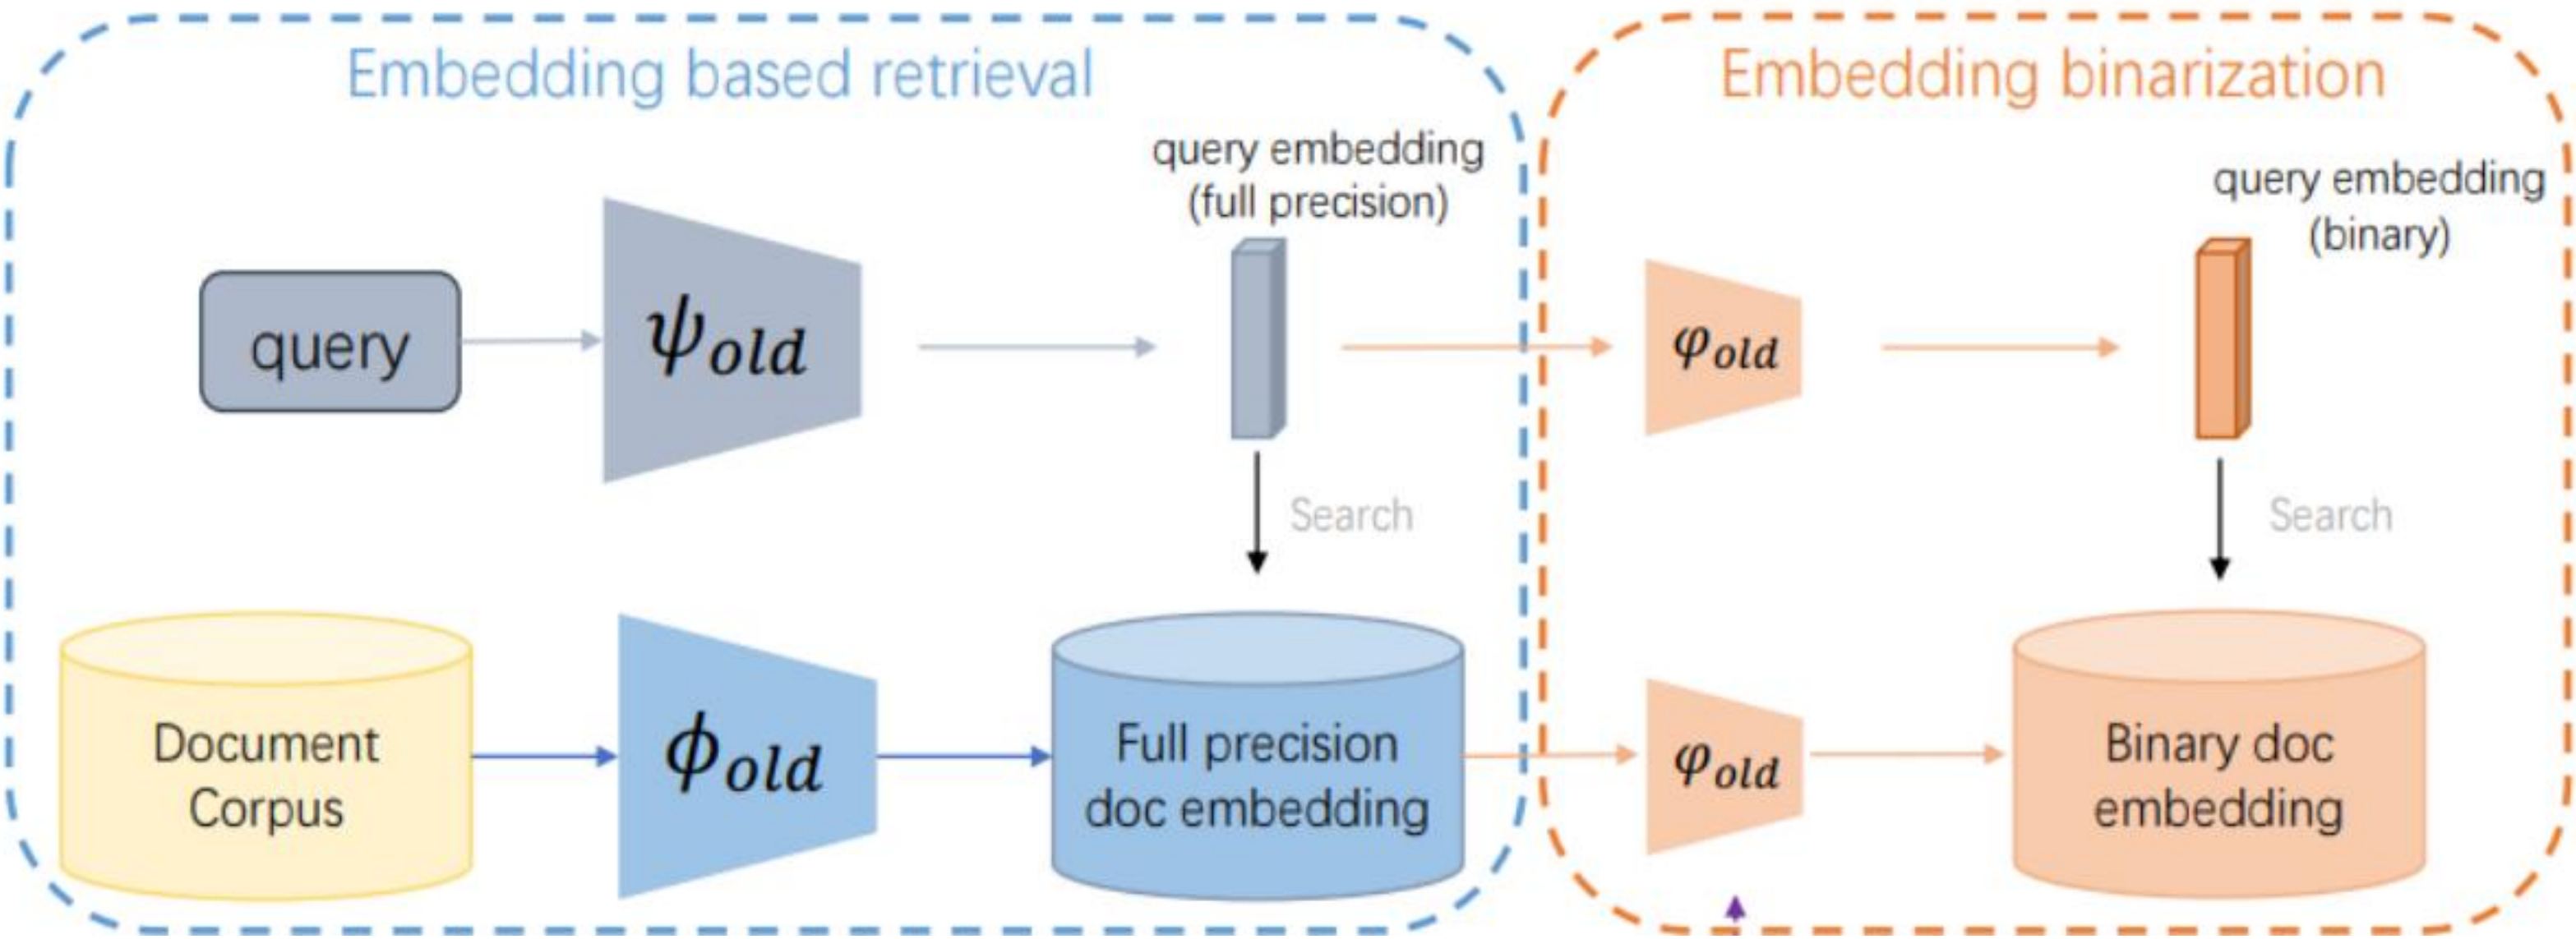 Embedding based retrieval
Embedding binarization
query embedding
(full precision)
query embedding
(binary)
query
ψold
φold
Search
Search
Document
Corpus
ϕold
Full precision
doc embedding
φold
Binary doc
embedding